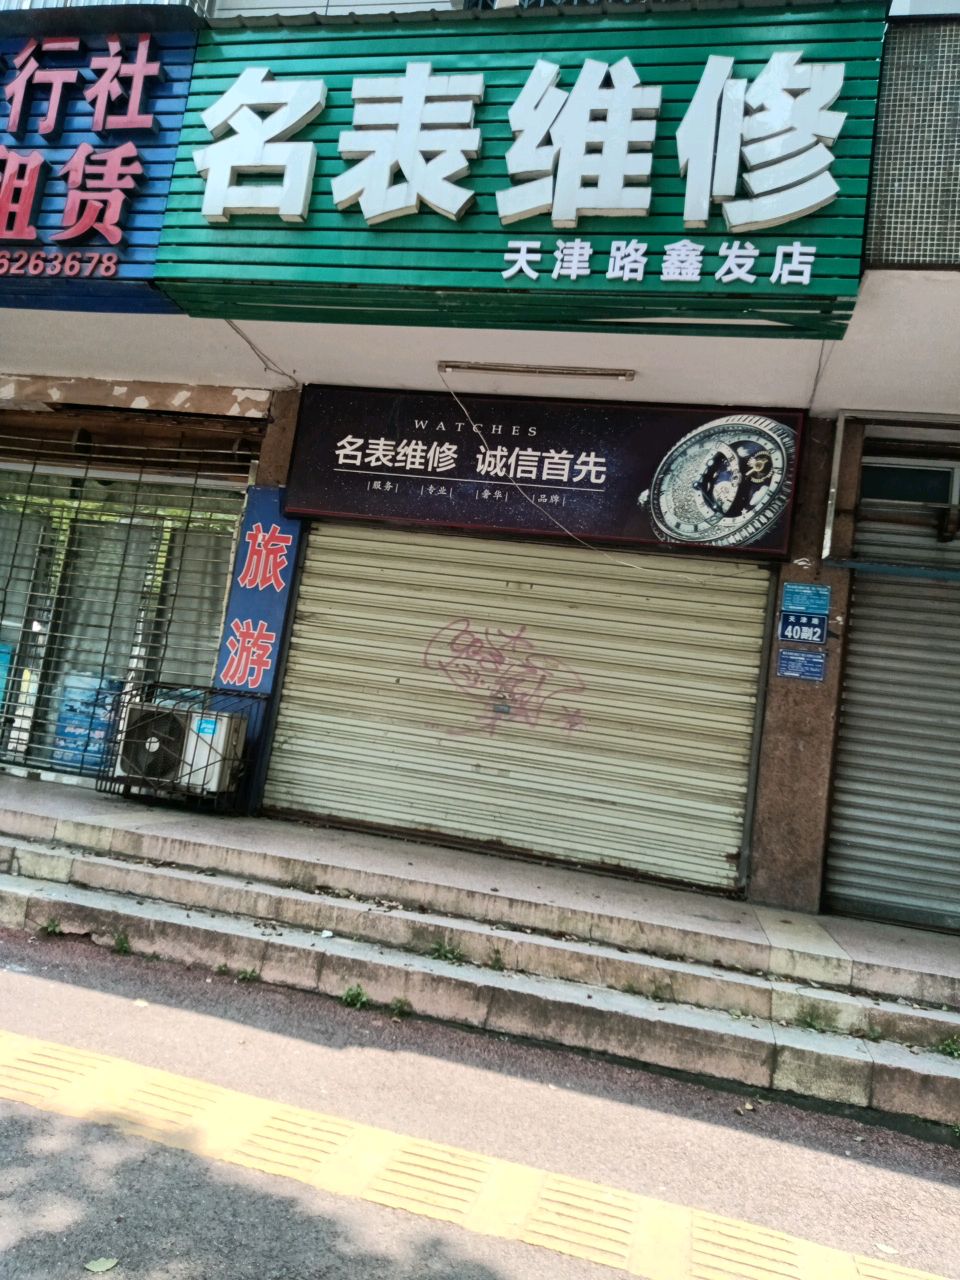 行社
租赁
6263678
名表维修
天津路鑫发店
WATCHES
名表维修 诚信首先
|服务| |专业| |奢华| |品牌|
旅游
天津路
40副2